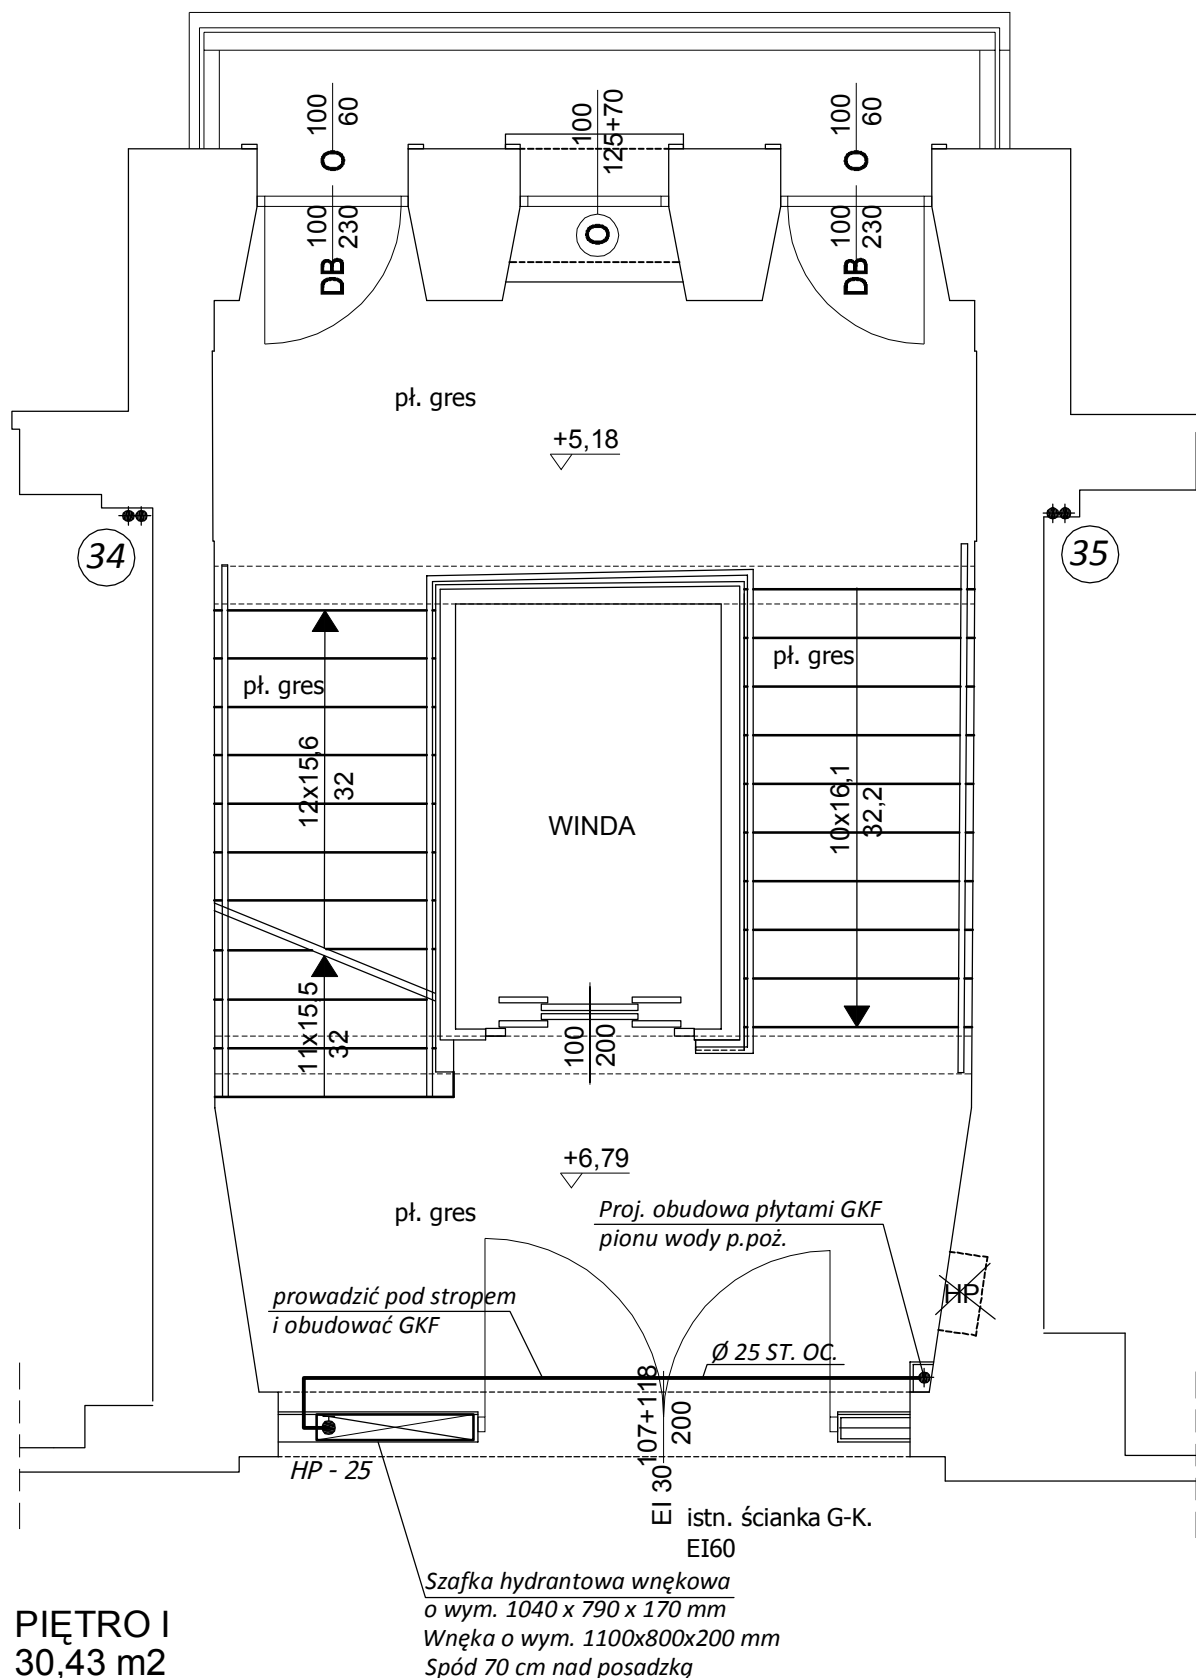 100
60
100
125+70
100
60
O
O
O
DB
100
230
DB
100
230
pł. gres
+5,18
34
35
pł. gres
pł. gres
12x15,6
32
10x16,1
32,2
WINDA
11x15,5
32
100
200
+6,79
pł. gres
Proj. obudowa płytami GKF
pionu wody p.poż.
HP
prowadzić pod stropem
i obudować GKF
Ø 25 ST. OC.
107+118
200
HP - 25
EI 30
istn. ścianka G-K.
EI60
Szafka hydrantowa wnękowa
o wym. 1040 x 790 x 170 mm
Wnęka o wym. 1100x800x200 mm
Spód 70 cm nad posadzką
PIĘTRO I
30,43 m2